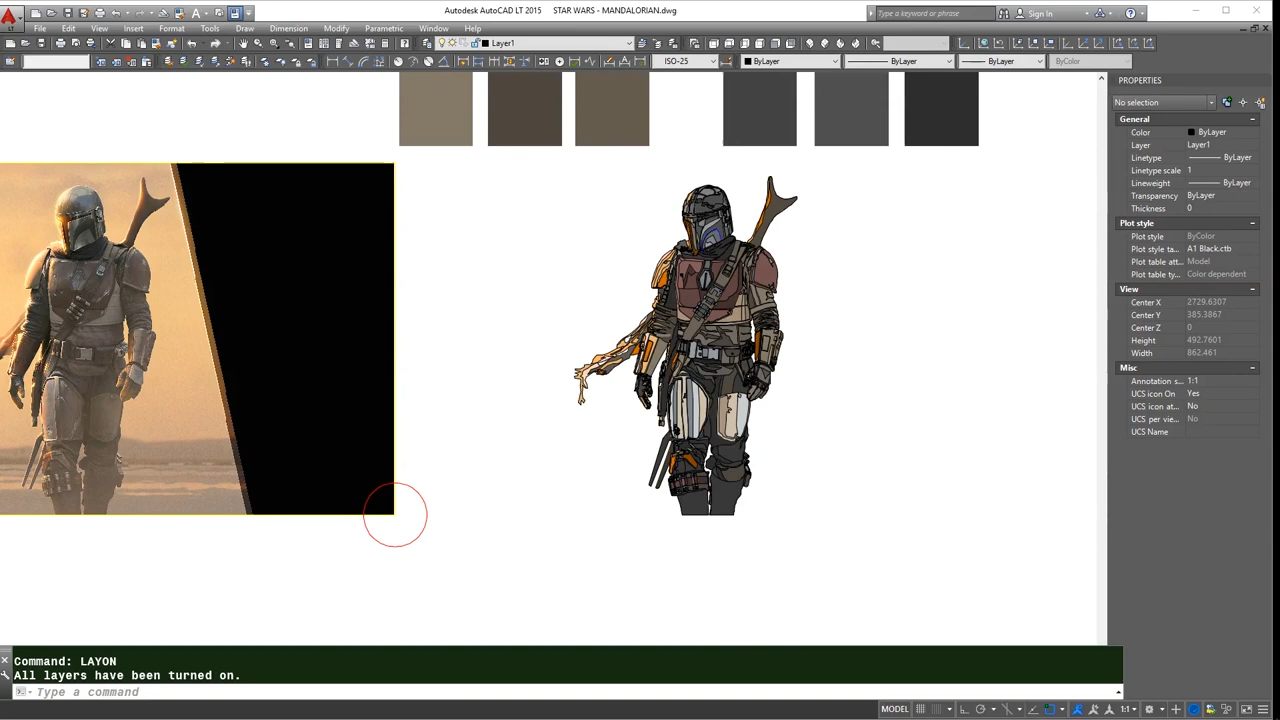 Autodesk AutoCAD LT 2015 STAR WARS - MANDALORIAN.dwg
Type a keyword or phrase
Sign In
LT
File Edit View Insert Format Tools Draw Dimension Modify Parametric Window Help
Layer1
ISO-25 ByLayer ByLayer ByLayer ByColor
PROPERTIES
No selection
General
Color ByLayer
Layer Layer1
Linetype ByLayer
Linetype scale 1
Lineweight ByLayer
Transparency ByLayer
Thickness 0
Plot style
Plot style ByColor
Plot style ta... A1 Black.ctb
Plot table att... Model
Plot table ty... Color dependent
View
Center X 2729.6307
Center Y 385.3867
Center Z 0
Height 492.7601
Width 862.461
Misc
Annotation s... 1:1
UCS icon On Yes
UCS icon at... No
UCS per vie... No
UCS Name
Command: LAYON
All layers have been turned on.
Type a command
MODEL 1:1